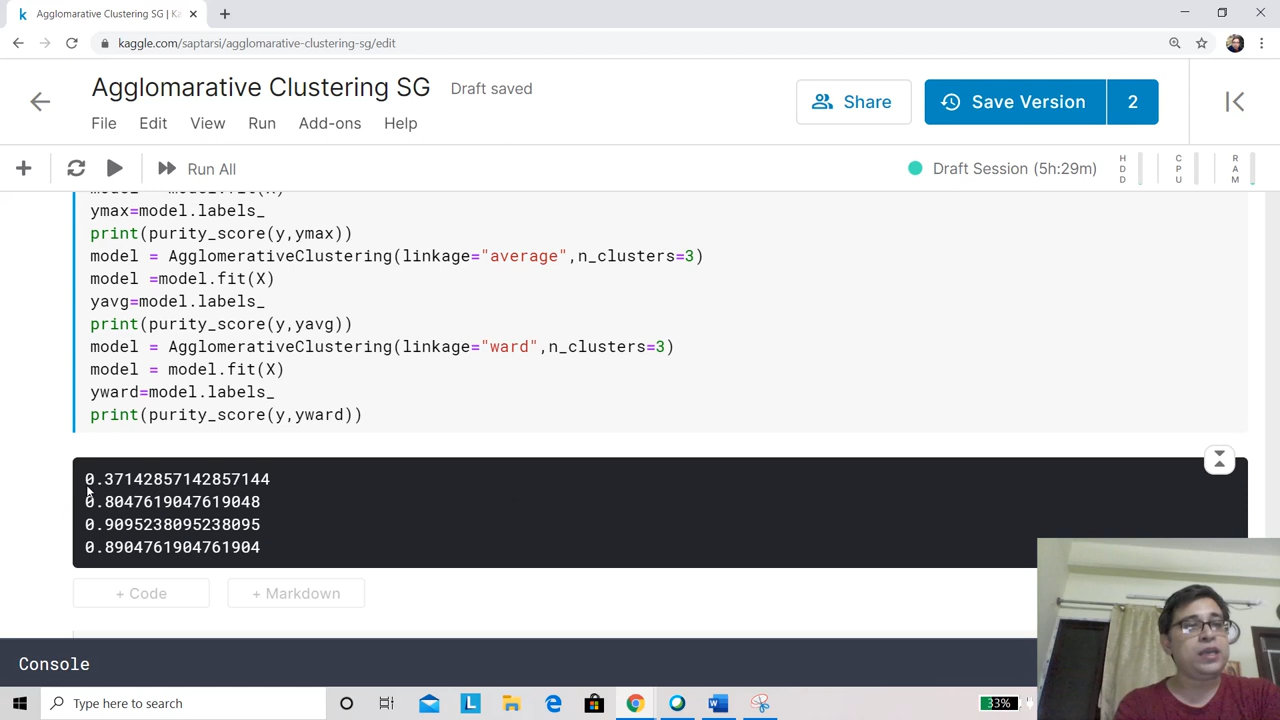 Agglomarative Clustering SG | Ka
kaggle.com/saptarsi/agglomarative-clustering-sg/edit
Agglomarative Clustering SG Draft saved
Share
Save Version 2
File Edit View Run Add-ons Help
Run All
Draft Session (5h:29m)
HDD
CPU
RAM
ymax=model.labels_
print(purity_score(y,ymax))
model = AgglomerativeClustering(linkage="average",n_clusters=3)
model =model.fit(X)
yavg=model.labels_
print(purity_score(y,yavg))
model = AgglomerativeClustering(linkage="ward",n_clusters=3)
model = model.fit(X)
yward=model.labels_
print(purity_score(y,yward))
0.37142857142857144
0.8047619047619048
0.9095238095238095
0.8904761904761904
+ Code + Markdown
Console
Type here to search
33%